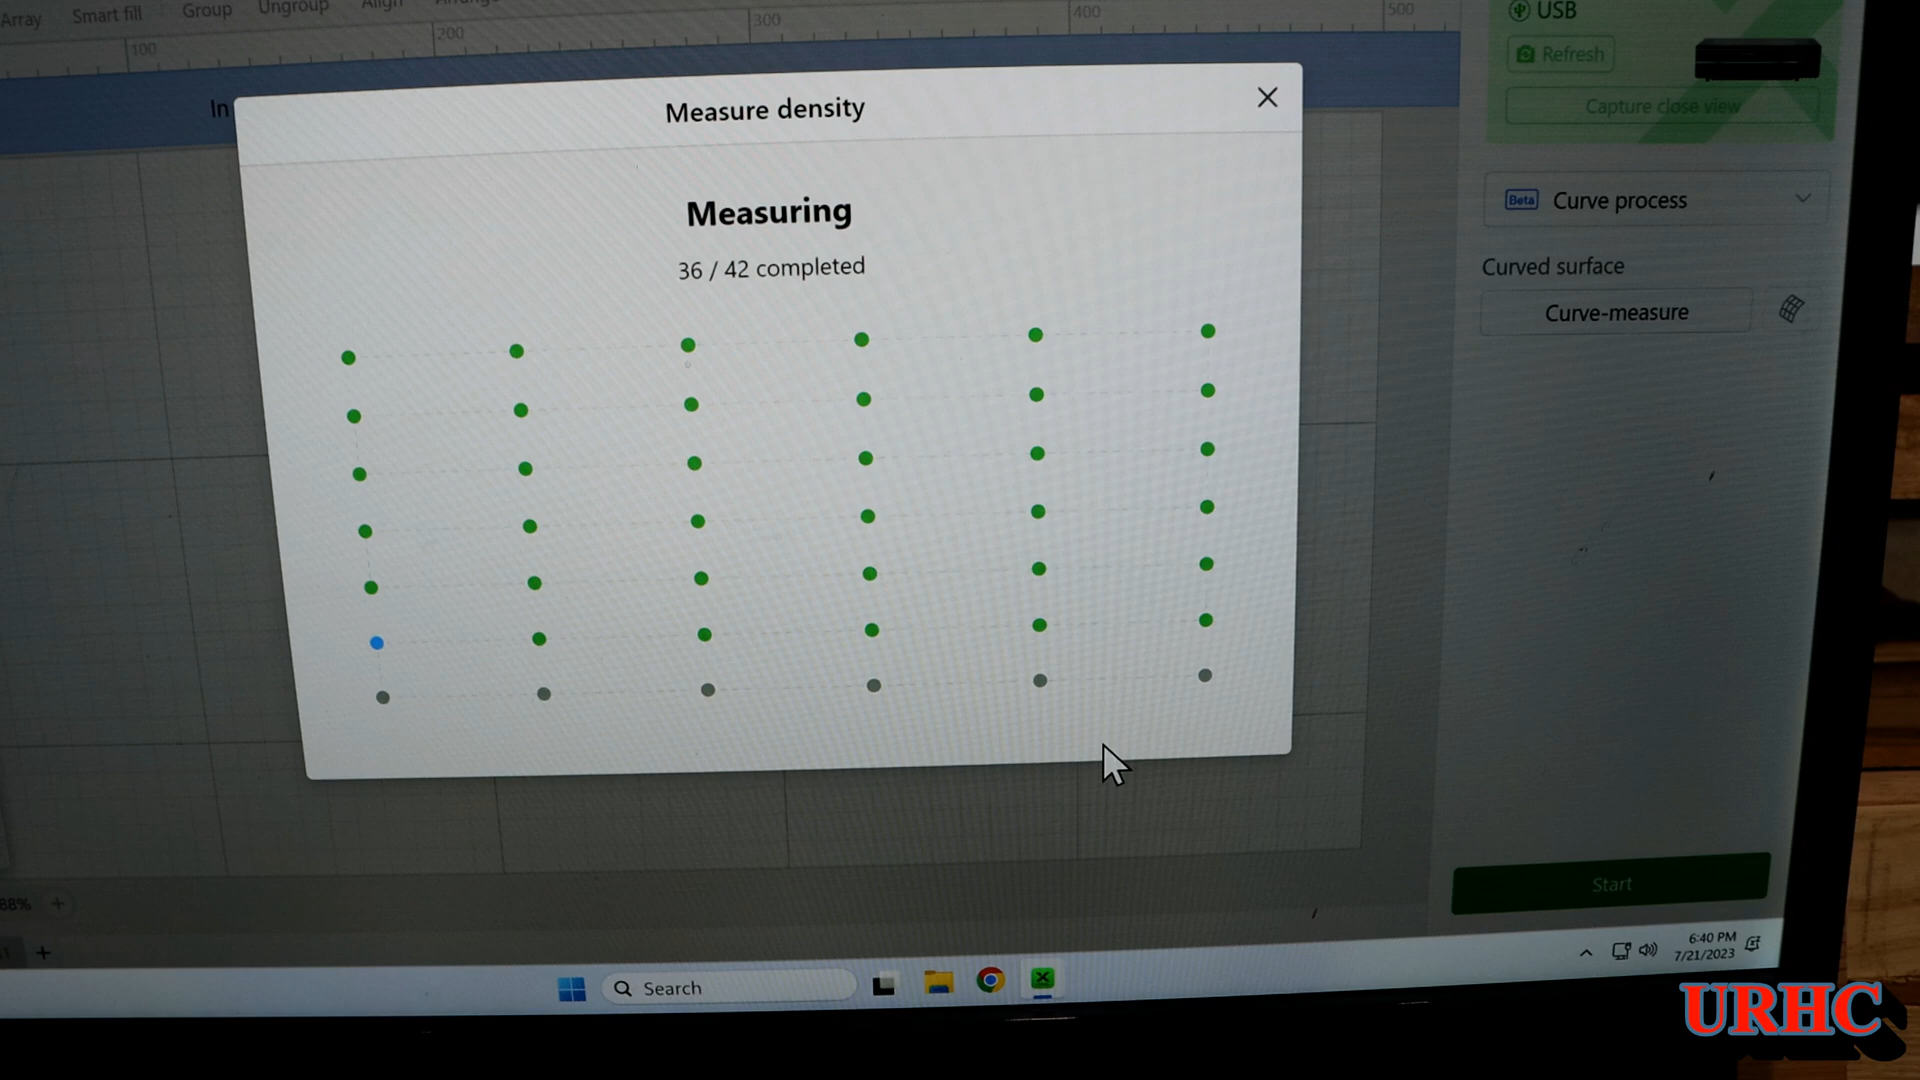 Array Smart fill Group Ungroup Align
100 200 300 400 500
USB
Refresh
Capture close view
In
Measure density
Measuring
36 / 42 completed
Beta Curve process
Curved surface
Curve-measure
Start
88% +
+
Search
6:40 PM
7/21/2023
URHC